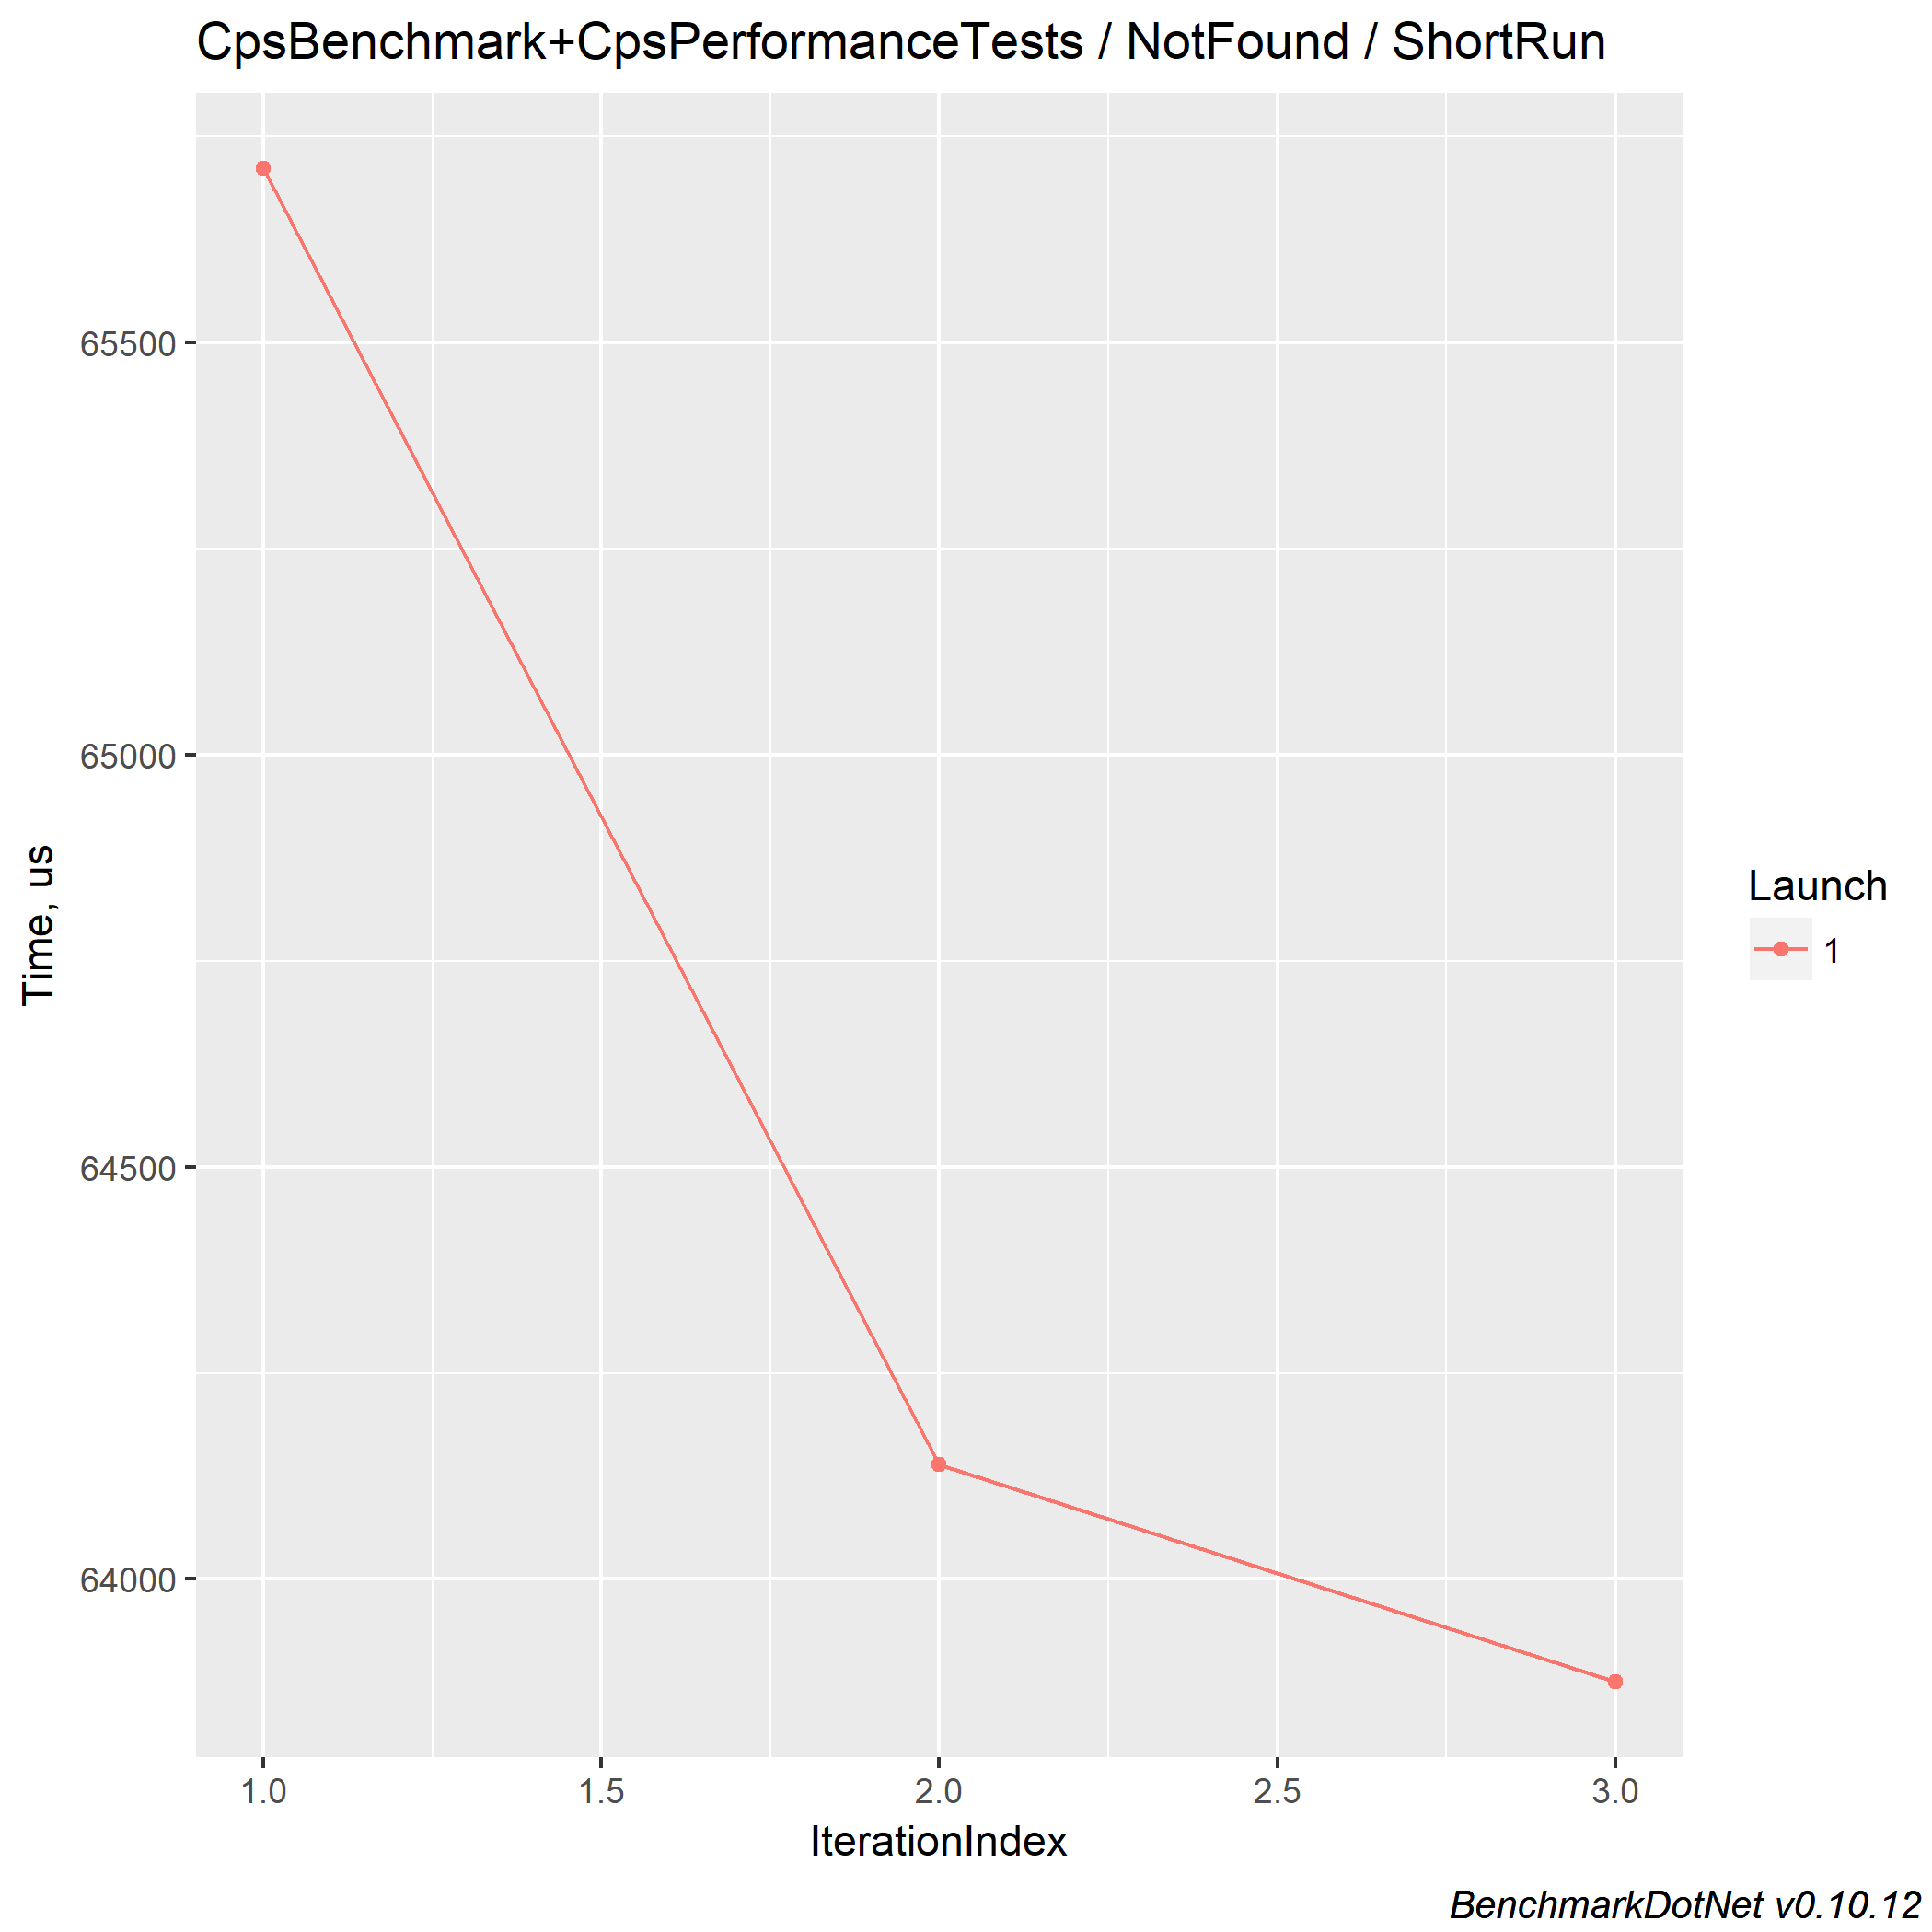 CpsBenchmark+CpsPerformanceTests / NotFound / ShortRun
65500
65000
64500
64000
Time, us
1.0 1.5 2.0 2.5 3.0
IterationIndex
Launch
1
BenchmarkDotNet v0.10.12